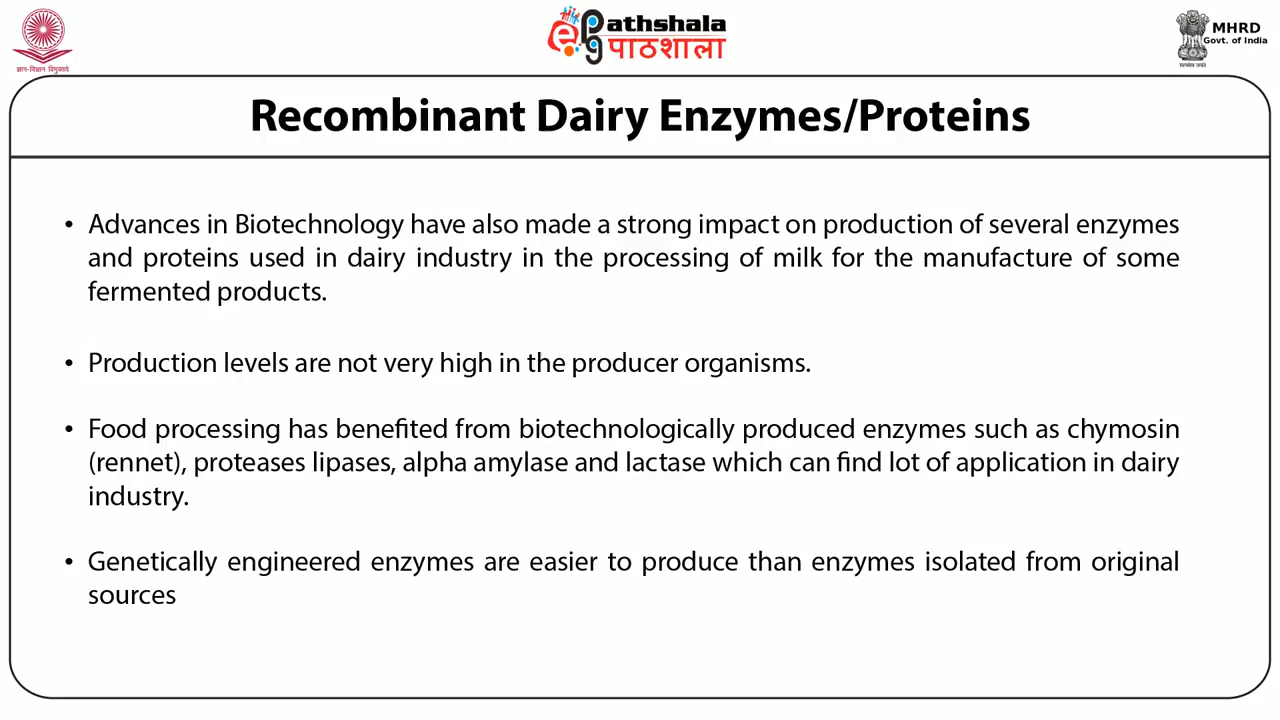 ज्ञान-विज्ञान विमुक्तये
ePathshala
पाठशाला
MHRD
Govt. of India
सत्यमेव जयते
Recombinant Dairy Enzymes/Proteins
• Advances in Biotechnology have also made a strong impact on production of several enzymes
and proteins used in dairy industry in the processing of milk for the manufacture of some
fermented products.
• Production levels are not very high in the producer organisms.
• Food processing has benefited from biotechnologically produced enzymes such as chymosin
(rennet), proteases lipases, alpha amylase and lactase which can find lot of application in dairy
industry.
• Genetically engineered enzymes are easier to produce than enzymes isolated from original
sources